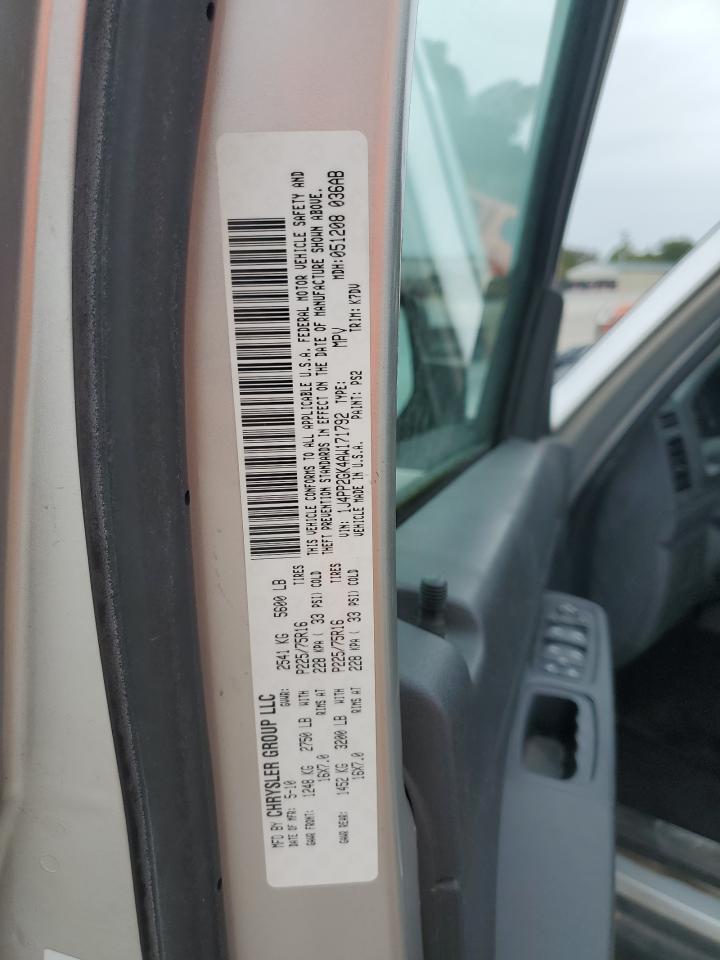 MFD BY CHRYSLER GROUP LLC
DATE OF MFR: 5-10 GVWR: 2541 KG 5600 LB
GAWR FRONT: 1248 KG 2750 LB WITH P225/75R16 TIRES
16X7.0 RIMS AT 228 KPA ( 33 PSI) COLD
GAWR REAR: 1452 KG 3200 LB WITH P225/75R16 TIRES
16X7.0 RIMS AT 228 KPA ( 33 PSI) COLD
THIS VEHICLE CONFORMS TO ALL APPLICABLE U.S.A. FEDERAL MOTOR VEHICLE SAFETY AND
THEFT PREVENTION STANDARDS IN EFFECT ON THE DATE OF MANUFACTURE SHOWN ABOVE.
VIN: 1J4PP2GK4AW171792 TYPE: MPV MDH:051208 036AB
VEHICLE MADE IN U.S.A. PAINT: PS2 TRIM: K7DV